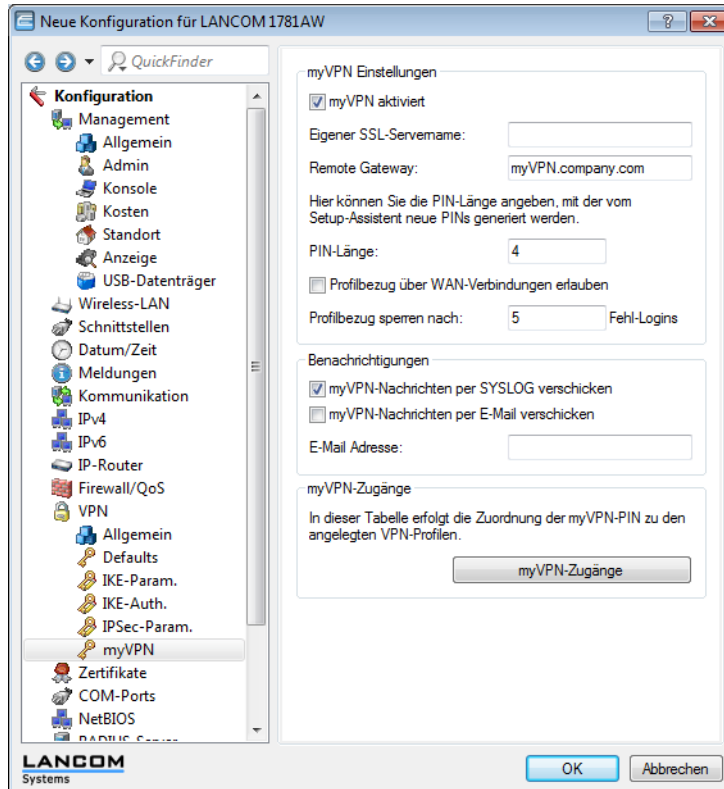 Neue Konfiguration für LANCOM 1781AW
QuickFinder
Konfiguration
Management
Allgemein
Admin
Konsole
Kosten
Standort
Anzeige
USB-Datenträger
Wireless-LAN
Schnittstellen
Datum/Zeit
Meldungen
Kommunikation
IPv4
IPv6
IP-Router
Firewall/QoS
VPN
Allgemein
Defaults
IKE-Param.
IKE-Auth.
IPSec-Param.
myVPN
Zertifikate
COM-Ports
NetBIOS
RADIUS-Server
myVPN Einstellungen
myVPN aktiviert
Eigener SSL-Servername:
Remote Gateway: myVPN.company.com
Hier können Sie die PIN-Länge angeben, mit der vom
Setup-Assistent neue PINs generiert werden.
PIN-Länge: 4
Profilbezug über WAN-Verbindungen erlauben
Profilbezug sperren nach: 5 Fehl-Logins
Benachrichtigungen
myVPN-Nachrichten per SYSLOG verschicken
myVPN-Nachrichten per E-Mail verschicken
E-Mail Adresse:
myVPN-Zugänge
In dieser Tabelle erfolgt die Zuordnung der myVPN-PIN zu den
angelegten VPN-Profilen.
myVPN-Zugänge
LANCOM
Systems
OK
Abbrechen